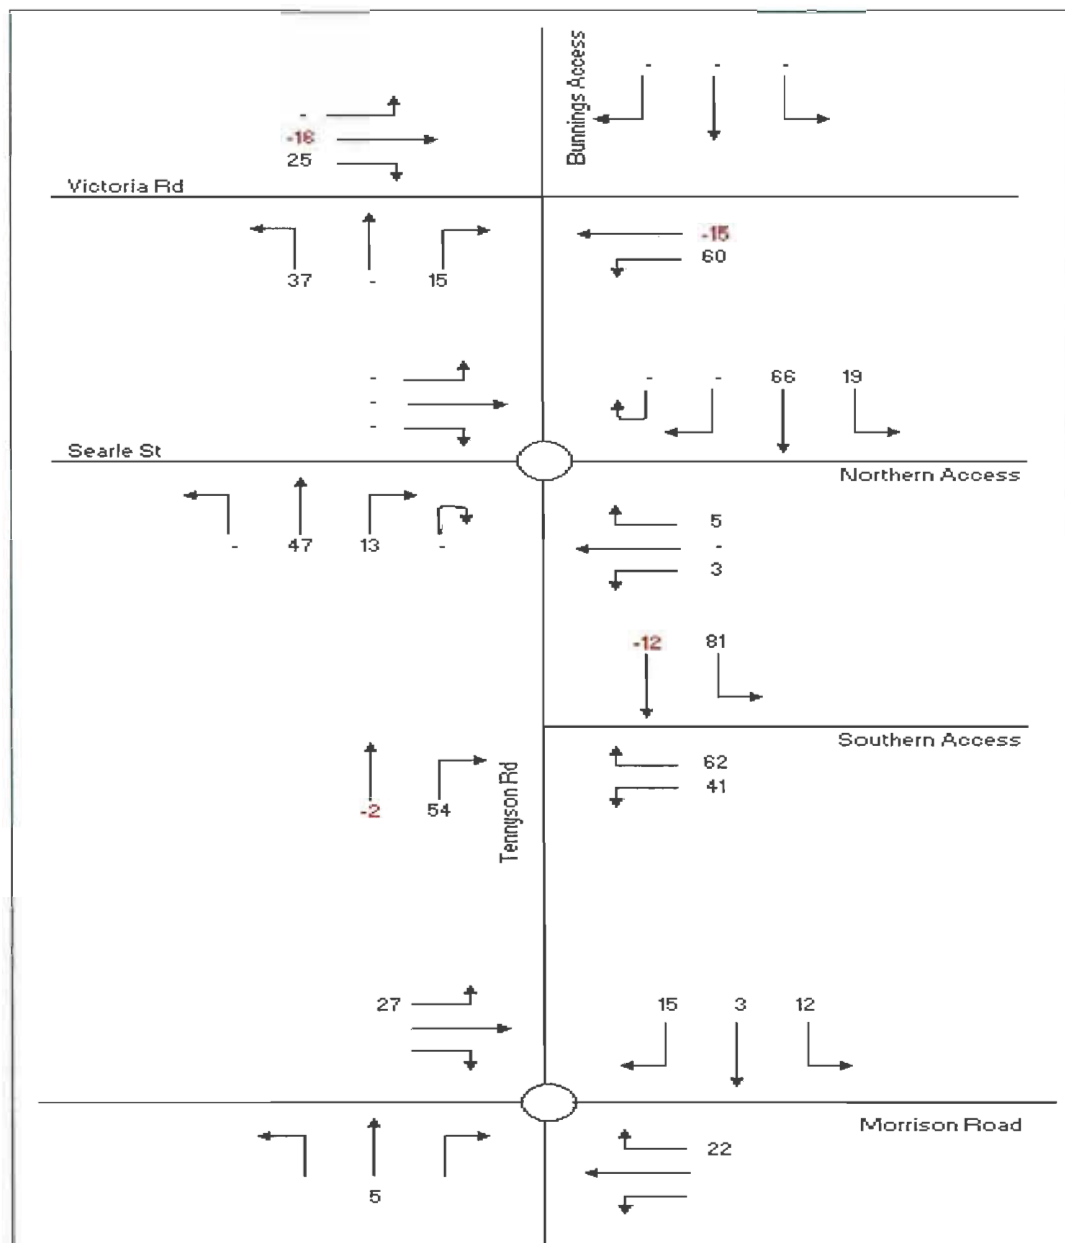 Bunnings Access
- - -
-
-16
25
Victoria Rd
-15
60
37 - 15
-
-
-
- - 66 19
Searle St
Northern Access
- 47 13 -
5
-
3
-12 81
Southern Access
62
41
-2 54
Tennyson Rd
27
15 3 12
Morrison Road
22
5